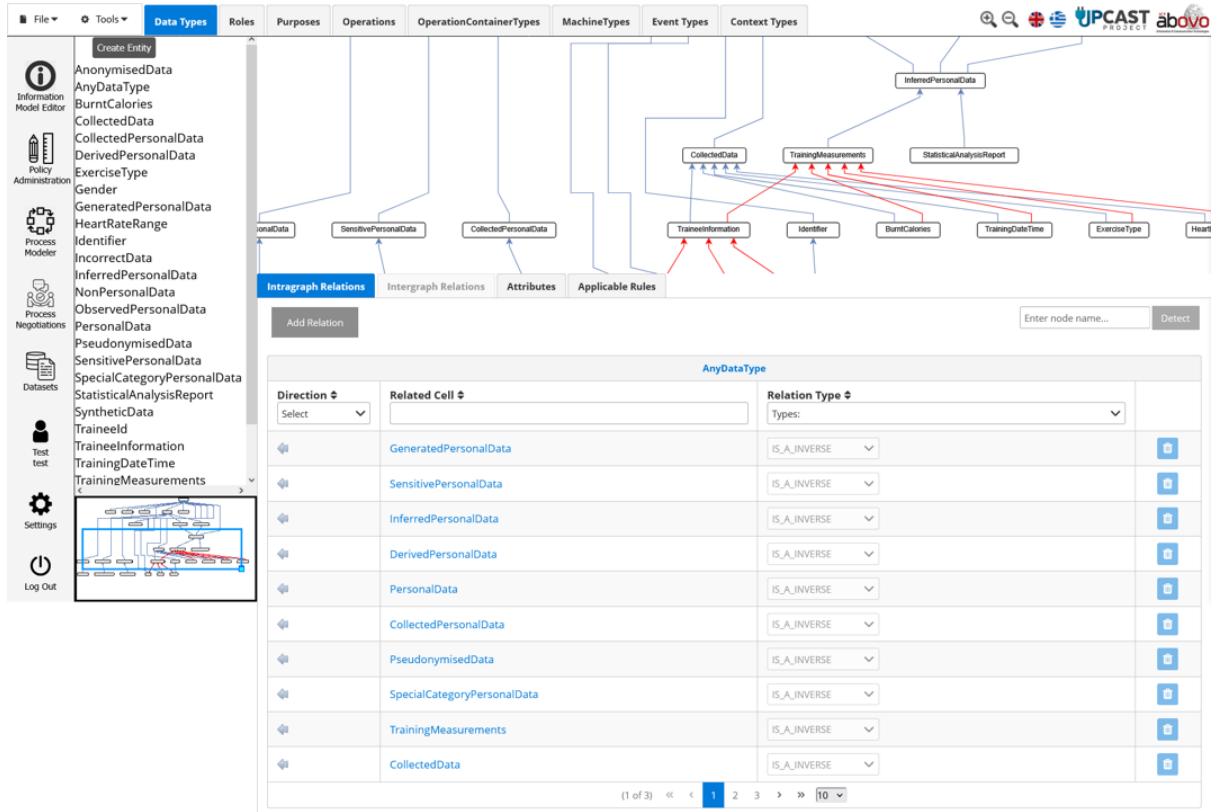 File Tools Data Types Roles Purposes Operations OperationContainerTypes MachineTypes Event Types Context Types UPCAST PROJECT abovo
Create Entity
Information Model Editor
Policy Administration
Process Modeler
Process Negotiations
Datasets
Test test
Settings
Log Out
AnonymisedData
AnyDataType
BurntCalories
CollectedData
CollectedPersonalData
DerivedPersonalData
ExerciseType
Gender
GeneratedPersonalData
HeartRateRange
Identifier
IncorrectData
InferredPersonalData
NonPersonalData
ObservedPersonalData
PersonalData
PseudonymisedData
SensitivePersonalData
SpecialCategoryPersonalData
StatisticalAnalysisReport
SyntheticData
TraineeId
TraineeInformation
TrainingDateTime
TrainingMeasurements
InferredPersonalData
CollectedData TrainingMeasurements StatisticalAnalysisReport
sonalData SensitivePersonalData CollectedPersonalData TraineeInformation Identifier BurntCalories TrainingDateTime ExerciseType Heart
Intragraph Relations Intergraph Relations Attributes Applicable Rules
Add Relation Enter node name... Detect
AnyDataType
Direction Related Cell Relation Type
Select Types:
GeneratedPersonalData IS_A_INVERSE
SensitivePersonalData IS_A_INVERSE
InferredPersonalData IS_A_INVERSE
DerivedPersonalData IS_A_INVERSE
PersonalData IS_A_INVERSE
CollectedPersonalData IS_A_INVERSE
PseudonymisedData IS_A_INVERSE
SpecialCategoryPersonalData IS_A_INVERSE
TrainingMeasurements IS_A_INVERSE
CollectedData IS_A_INVERSE
(1 of 3) « ‹ 1 2 3 › » 10